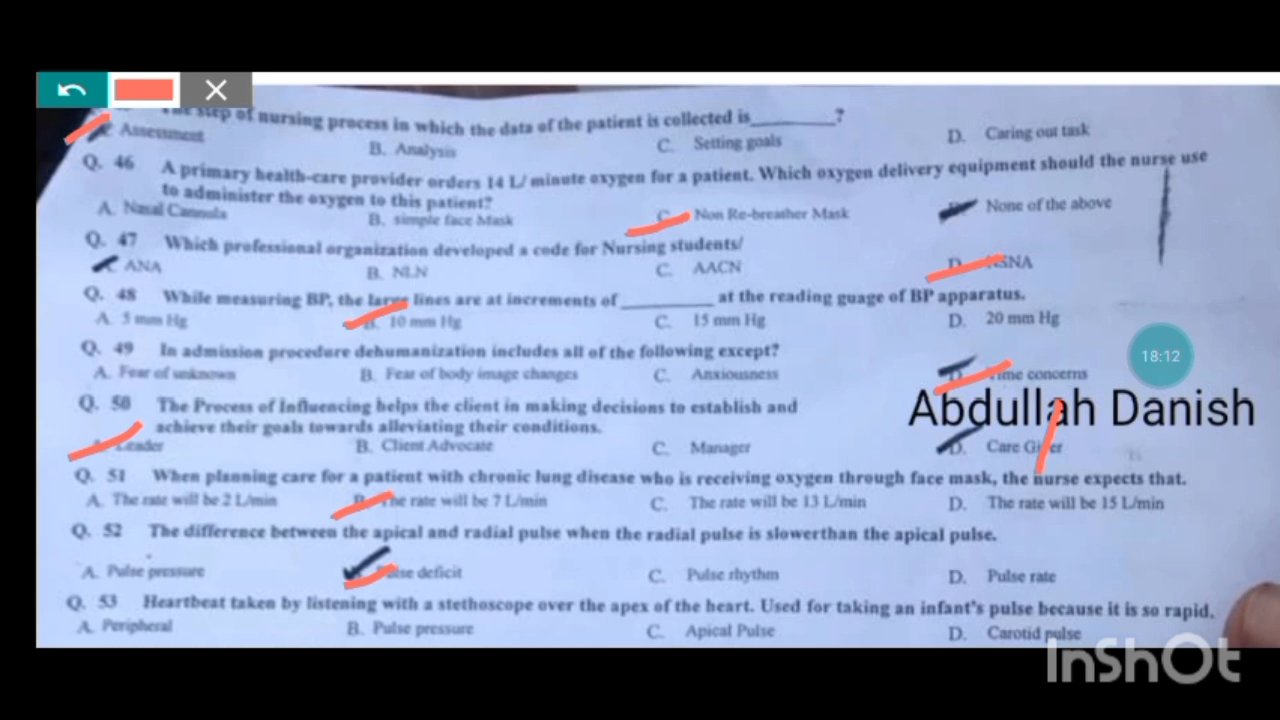 step of nursing process in which the data of the patient is collected is________?
Assessment B. Analysis C. Setting goals D. Caring out task
Q. 46 A primary health-care provider orders 14 L/ minute oxygen for a patient. Which oxygen delivery equipment should the nurse use
to administer the oxygen to this patient?
A. Nasal Cannula B. simple face Mask C. Non Re-breather Mask None of the above
Q. 47 Which professional organization developed a code for Nursing students/
ANA B. NLN C. AACN D. NSNA
Q. 48 While measuring BP, the large lines are at increments of ________ at the reading guage of BP apparatus.
A. 5 mm Hg B. 10 mm Hg C. 15 mm Hg D. 20 mm Hg
Q. 49 In admission procedure dehumanization includes all of the following except?
A. Fear of unknown B. Fear of body image changes C. Anxiousness D. Time concerns
Q. 50 The Process of Influencing helps the client in making decisions to establish and
achieve their goals towards alleviating their conditions.
Abdullah Danish
Leader B. Client Advocate C. Manager D. Care Giver
Q. 51 When planning care for a patient with chronic lung disease who is receiving oxygen through face mask, the nurse expects that.
A. The rate will be 2 L/min B. The rate will be 7 L/min C. The rate will be 13 L/min D. The rate will be 15 L/min
Q. 52 The difference between the apical and radial pulse when the radial pulse is slowerthan the apical pulse.
A. Pulse pressure Pulse deficit C. Pulse rhythm D. Pulse rate
Q. 53 Heartbeat taken by listening with a stethoscope over the apex of the heart. Used for taking an infant's pulse because it is so rapid.
A. Peripheral B. Pulse pressure C. Apical Pulse D. Carotid pulse
18:12
InShOt